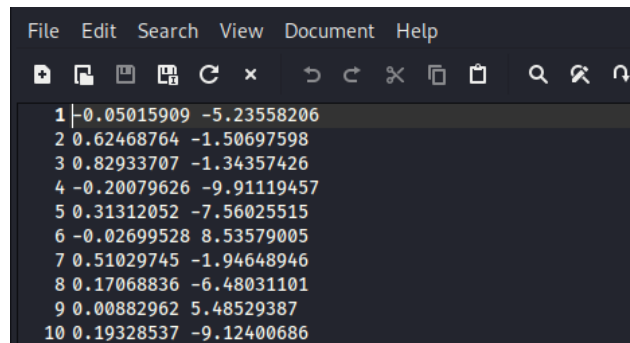 File Edit Search View Document Help
1 -0.05015909 -5.23558206
2 0.62468764 -1.50697598
3 0.82933707 -1.34357426
4 -0.20079626 -9.91119457
5 0.31312052 -7.56025515
6 -0.02699528 8.53579005
7 0.51029745 -1.94648946
8 0.17068836 -6.48031101
9 0.00882962 5.48529387
10 0.19328537 -9.12400686